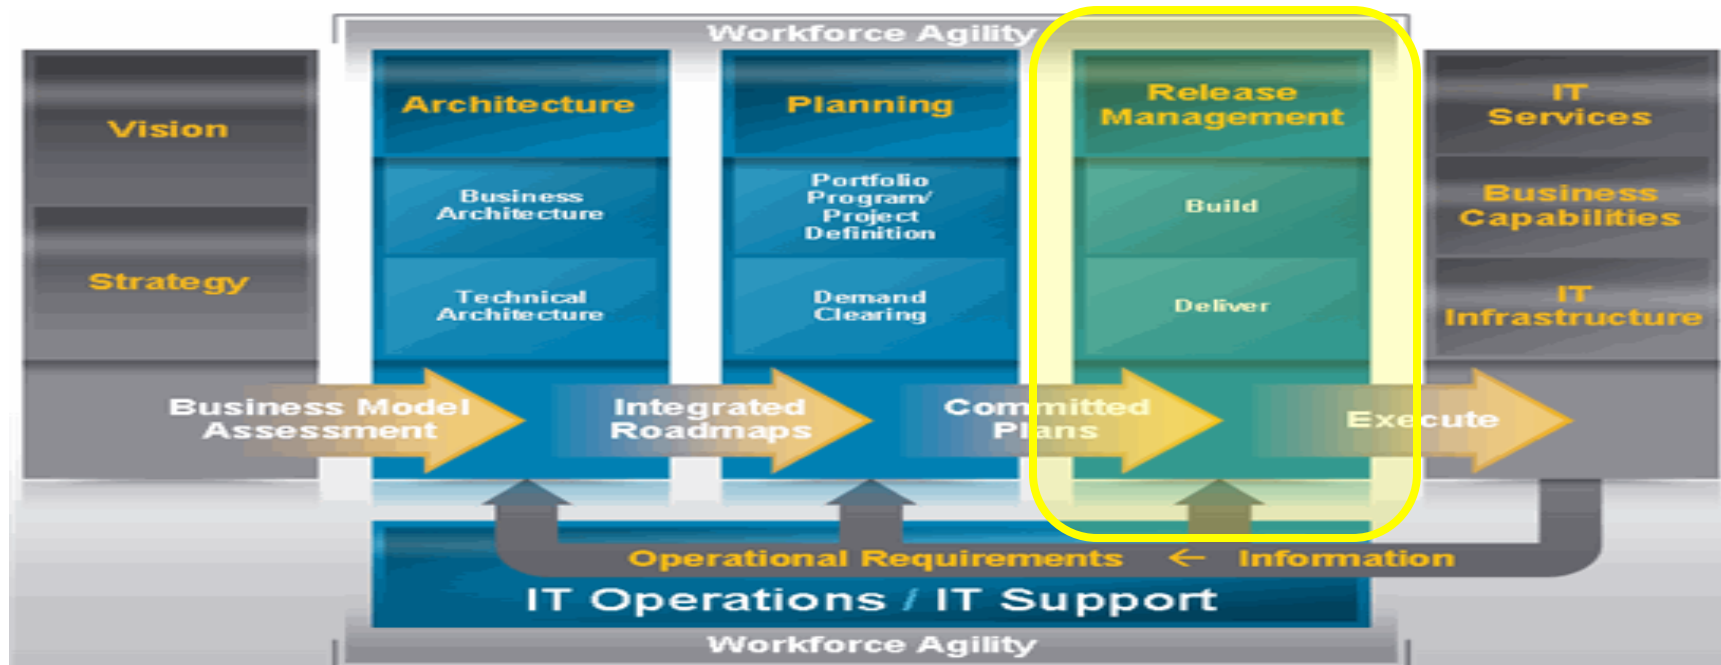 Workforce Agility
Vision
Strategy
Architecture
Business
Architecture
Technical
Architecture
Planning
Portfolio
Program/
Project
Definition
Demand
Clearing
Release
Management
Build
Deliver
IT
Services
Business
Capabilities
IT
Infrastructure
Business Model
Assessment
Integrated
Roadmaps
Committed
Plans
Execute
Operational Requirements ← Information
IT Operations / IT Support
Workforce Agility